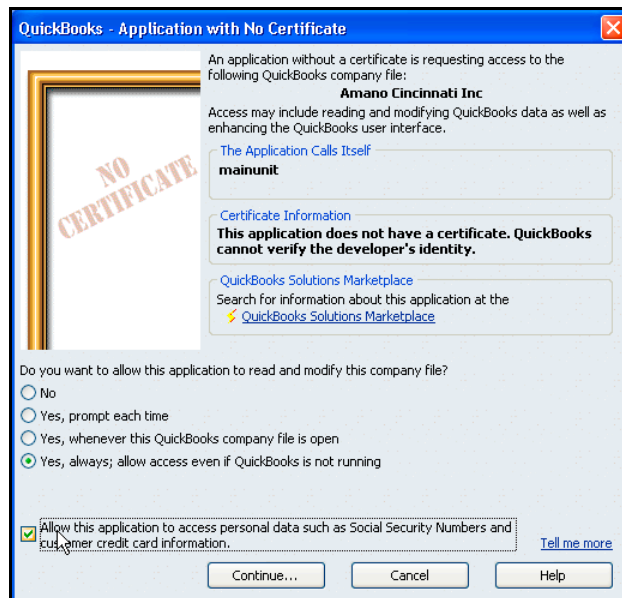 QuickBooks - Application with No Certificate
An application without a certificate is requesting access to the
following QuickBooks company file:
Amano Cincinnati Inc
Access may include reading and modifying QuickBooks data as well as
enhancing the QuickBooks user interface.
NO
CERTIFICATE
The Application Calls Itself
mainunit
Certificate Information
This application does not have a certificate. QuickBooks
cannot verify the developer's identity.
QuickBooks Solutions Marketplace
Search for information about this application at the
QuickBooks Solutions Marketplace
Do you want to allow this application to read and modify this company file?
No
Yes, prompt each time
Yes, whenever this QuickBooks company file is open
Yes, always; allow access even if QuickBooks is not running
Allow this application to access personal data such as Social Security Numbers and
customer credit card information.
Tell me more
Continue...
Cancel
Help